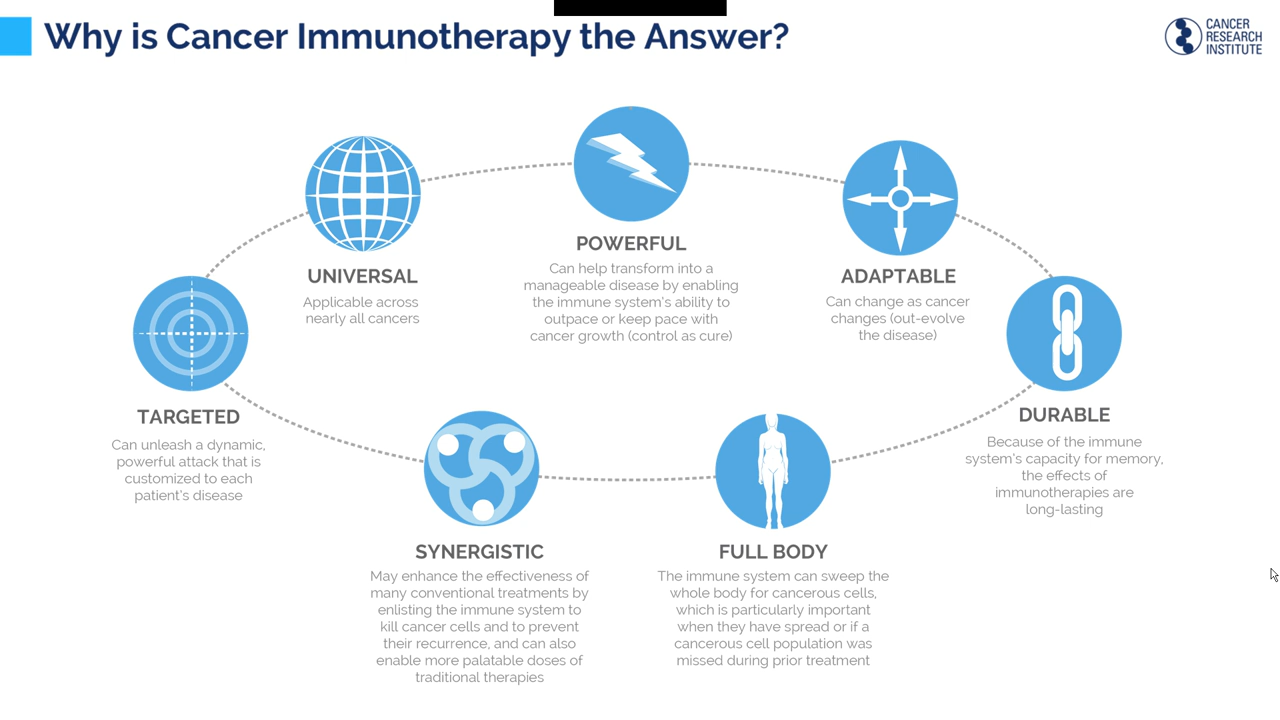 Why is Cancer Immunotherapy the Answer?
CANCER
RESEARCH
INSTITUTE
POWERFUL
Can help transform into a
manageable disease by enabling
the immune system's ability to
outpace or keep pace with
cancer growth (control as cure)
UNIVERSAL
Applicable across
nearly all cancers
ADAPTABLE
Can change as cancer
changes (out-evolve
the disease)
TARGETED
Can unleash a dynamic,
powerful attack that is
customized to each
patient's disease
DURABLE
Because of the immune
system's capacity for memory,
the effects of
immunotherapies are
long-lasting
SYNERGISTIC
May enhance the effectiveness of
many conventional treatments by
enlisting the immune system to
kill cancer cells and to prevent
their recurrence, and can also
enable more palatable doses of
traditional therapies
FULL BODY
The immune system can sweep the
whole body for cancerous cells,
which is particularly important
when they have spread or if a
cancerous cell population was
missed during prior treatment